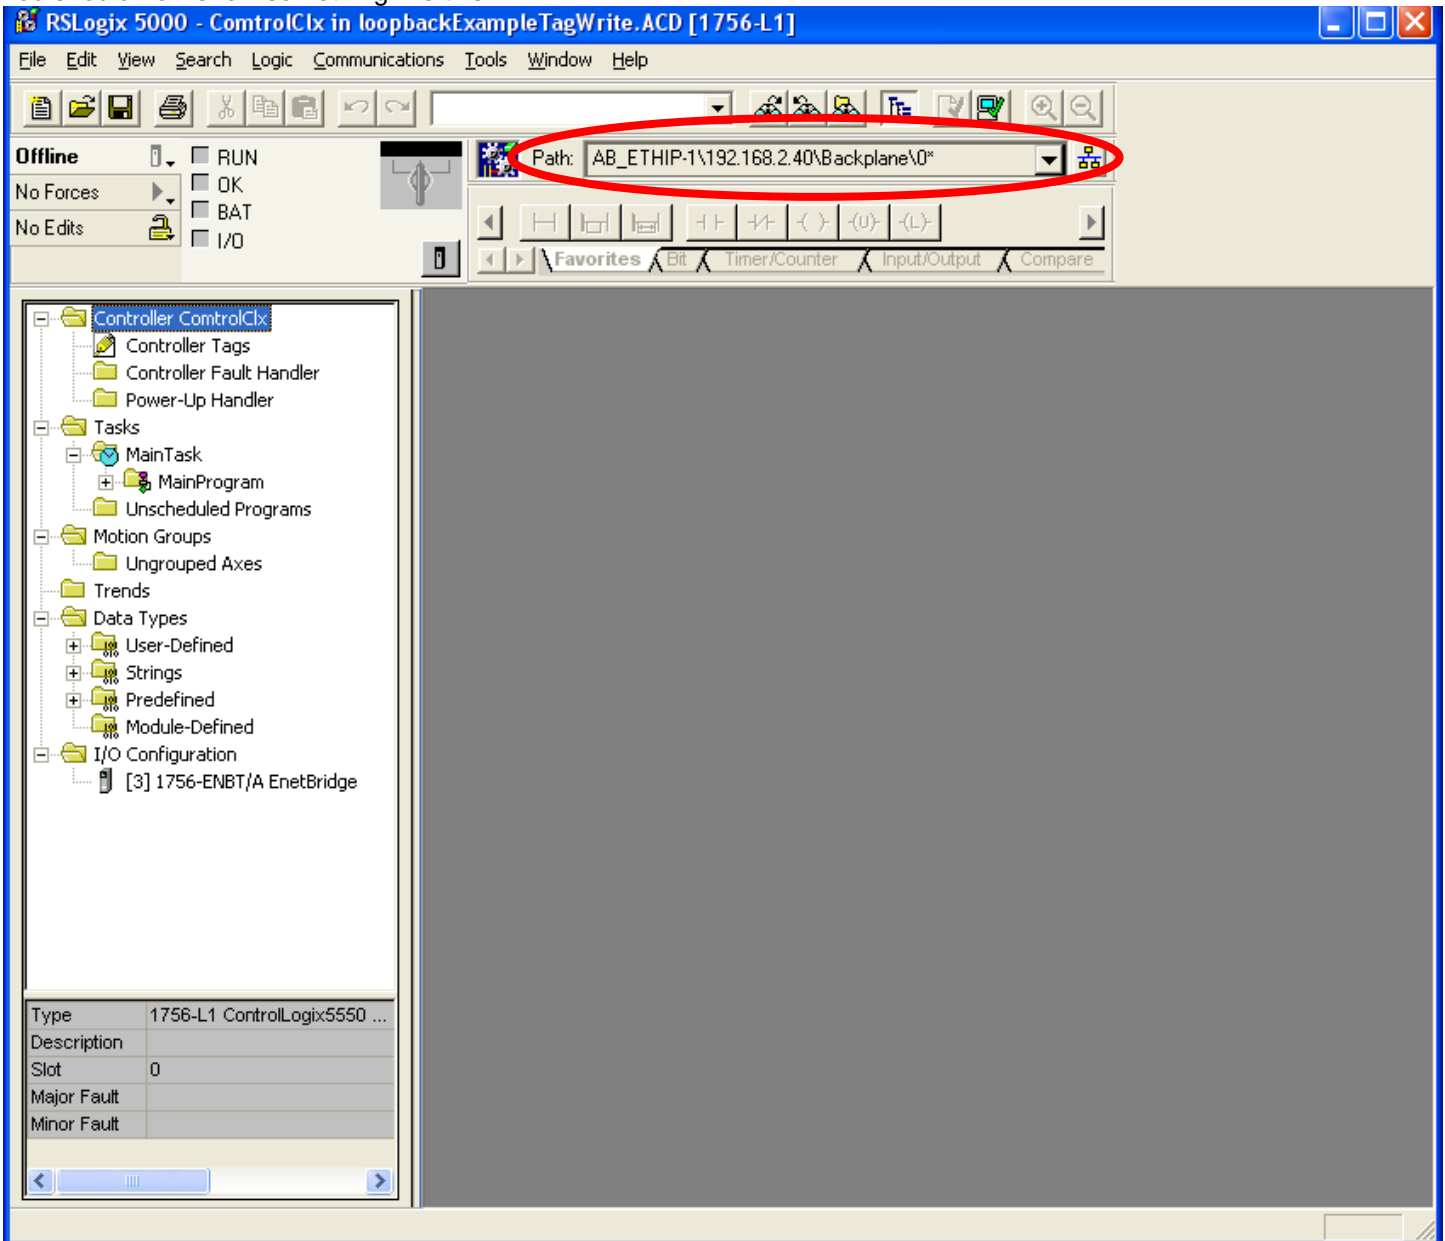 RSLogix 5000 - ComtrolClx in loopbackExampleTagWrite.ACD [1756-L1]
File Edit View Search Logic Communications Tools Window Help
Offline
RUN
Path: AB_ETHIP-1\192.168.2.40\Backplane\0*
No Forces
OK
BAT
No Edits
I/O
Favorites Bit Timer/Counter Input/Output Compare
Controller ComtrolClx
Controller Tags
Controller Fault Handler
Power-Up Handler
Tasks
MainTask
MainProgram
Unscheduled Programs
Motion Groups
Ungrouped Axes
Trends
Data Types
User-Defined
Strings
Predefined
Module-Defined
I/O Configuration
[3] 1756-ENBT/A EnetBridge
Type 1756-L1 ControlLogix5550 ...
Description
Slot 0
Major Fault
Minor Fault